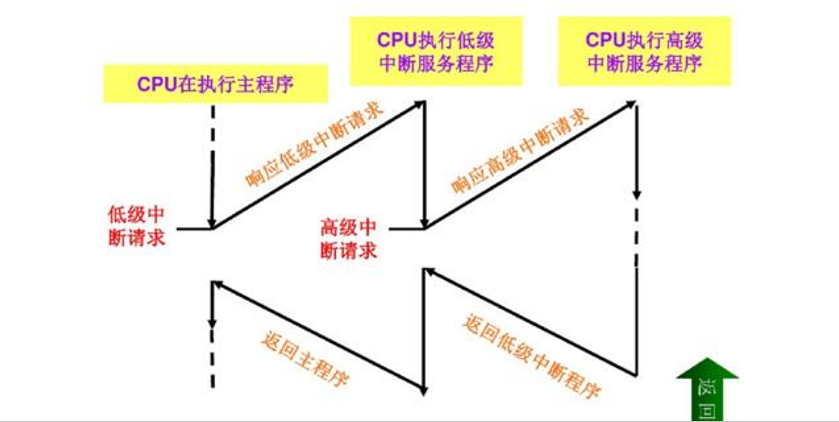 CPU在执行主程序
CPU执行低级
中断服务程序
CPU执行高级
中断服务程序
响应低级中断请求
响应高级中断请求
低级中
断请求
高级中
断请求
返回主程序
返回低级中断程序
返回